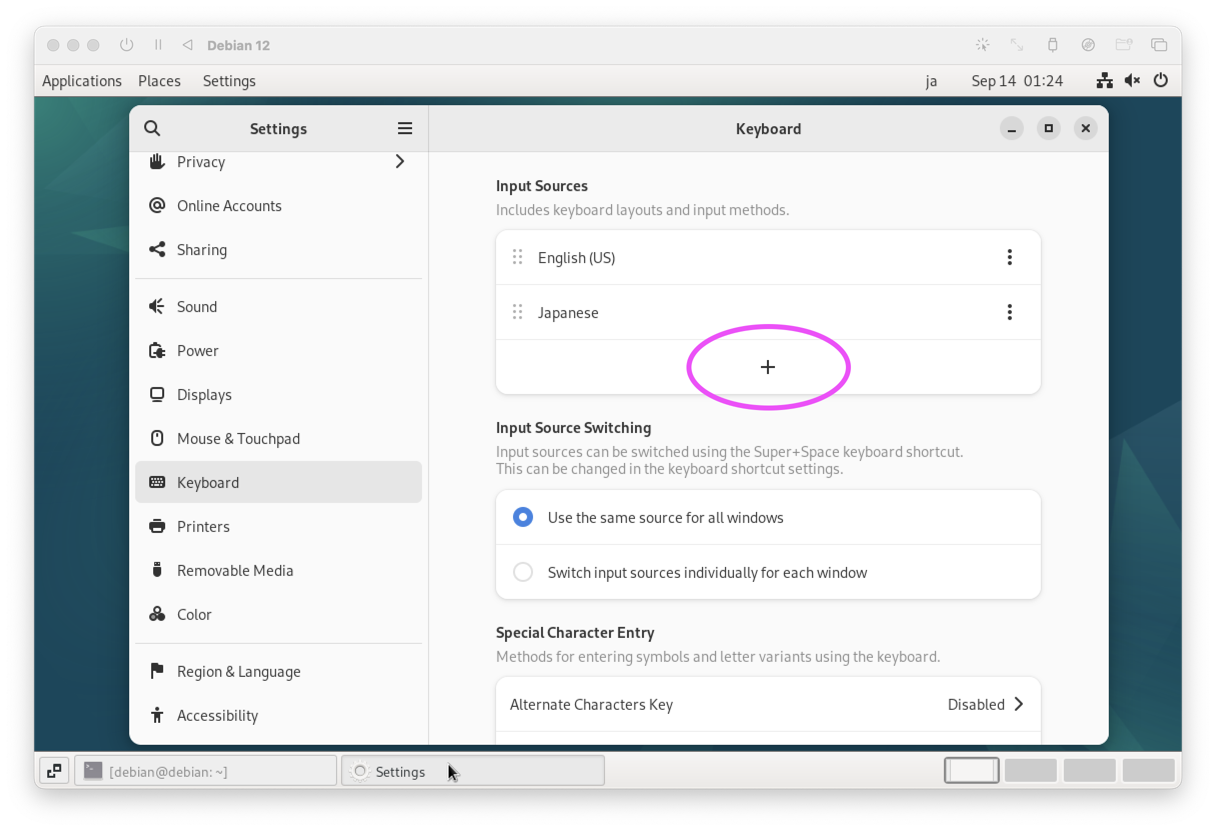 Debian 12
Applications Places Settings ja Sep 14 01:24
Settings
Keyboard
Privacy
Online Accounts
Sharing
Sound
Power
Displays
Mouse & Touchpad
Keyboard
Printers
Removable Media
Color
Region & Language
Accessibility
Input Sources
Includes keyboard layouts and input methods.
English (US)
Japanese
Input Source Switching
Input sources can be switched using the Super+Space keyboard shortcut.
This can be changed in the keyboard shortcut settings.
Use the same source for all windows
Switch input sources individually for each window
Special Character Entry
Methods for entering symbols and letter variants using the keyboard.
Alternate Characters Key Disabled
[debian@debian: ~] Settings